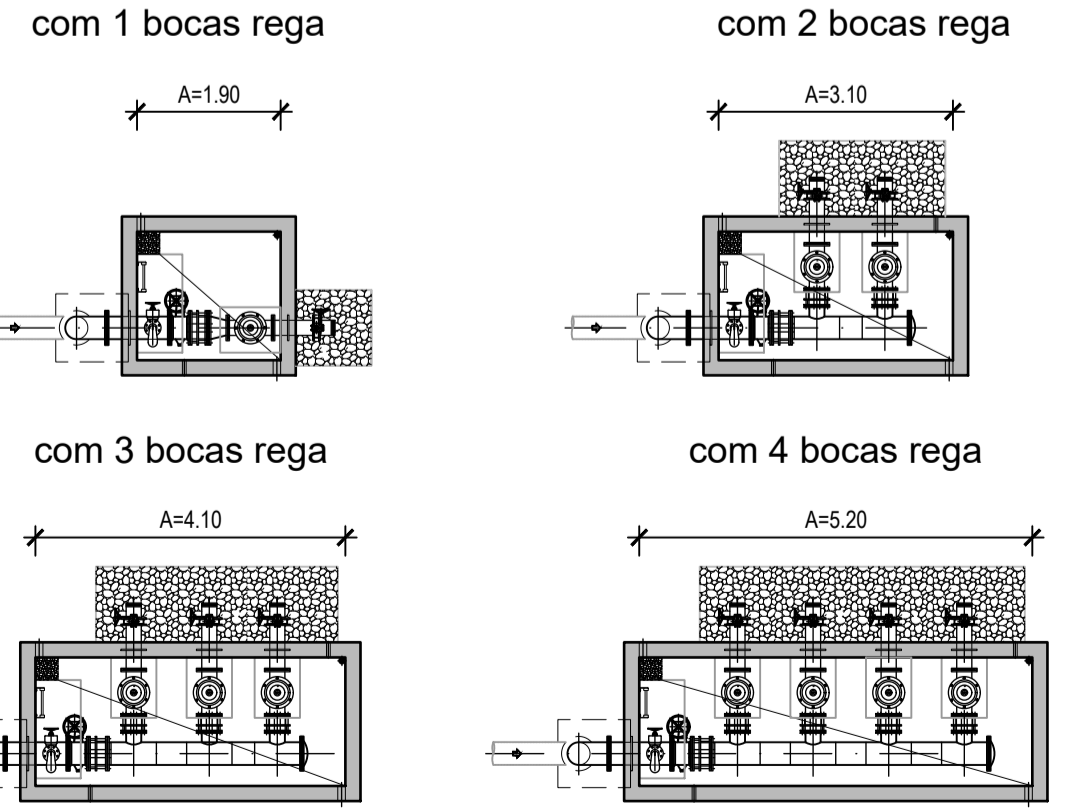 com 1 bocas rega
com 2 bocas rega
A=1.90
A=3.10
com 3 bocas rega
com 4 bocas rega
A=4.10
A=5.20